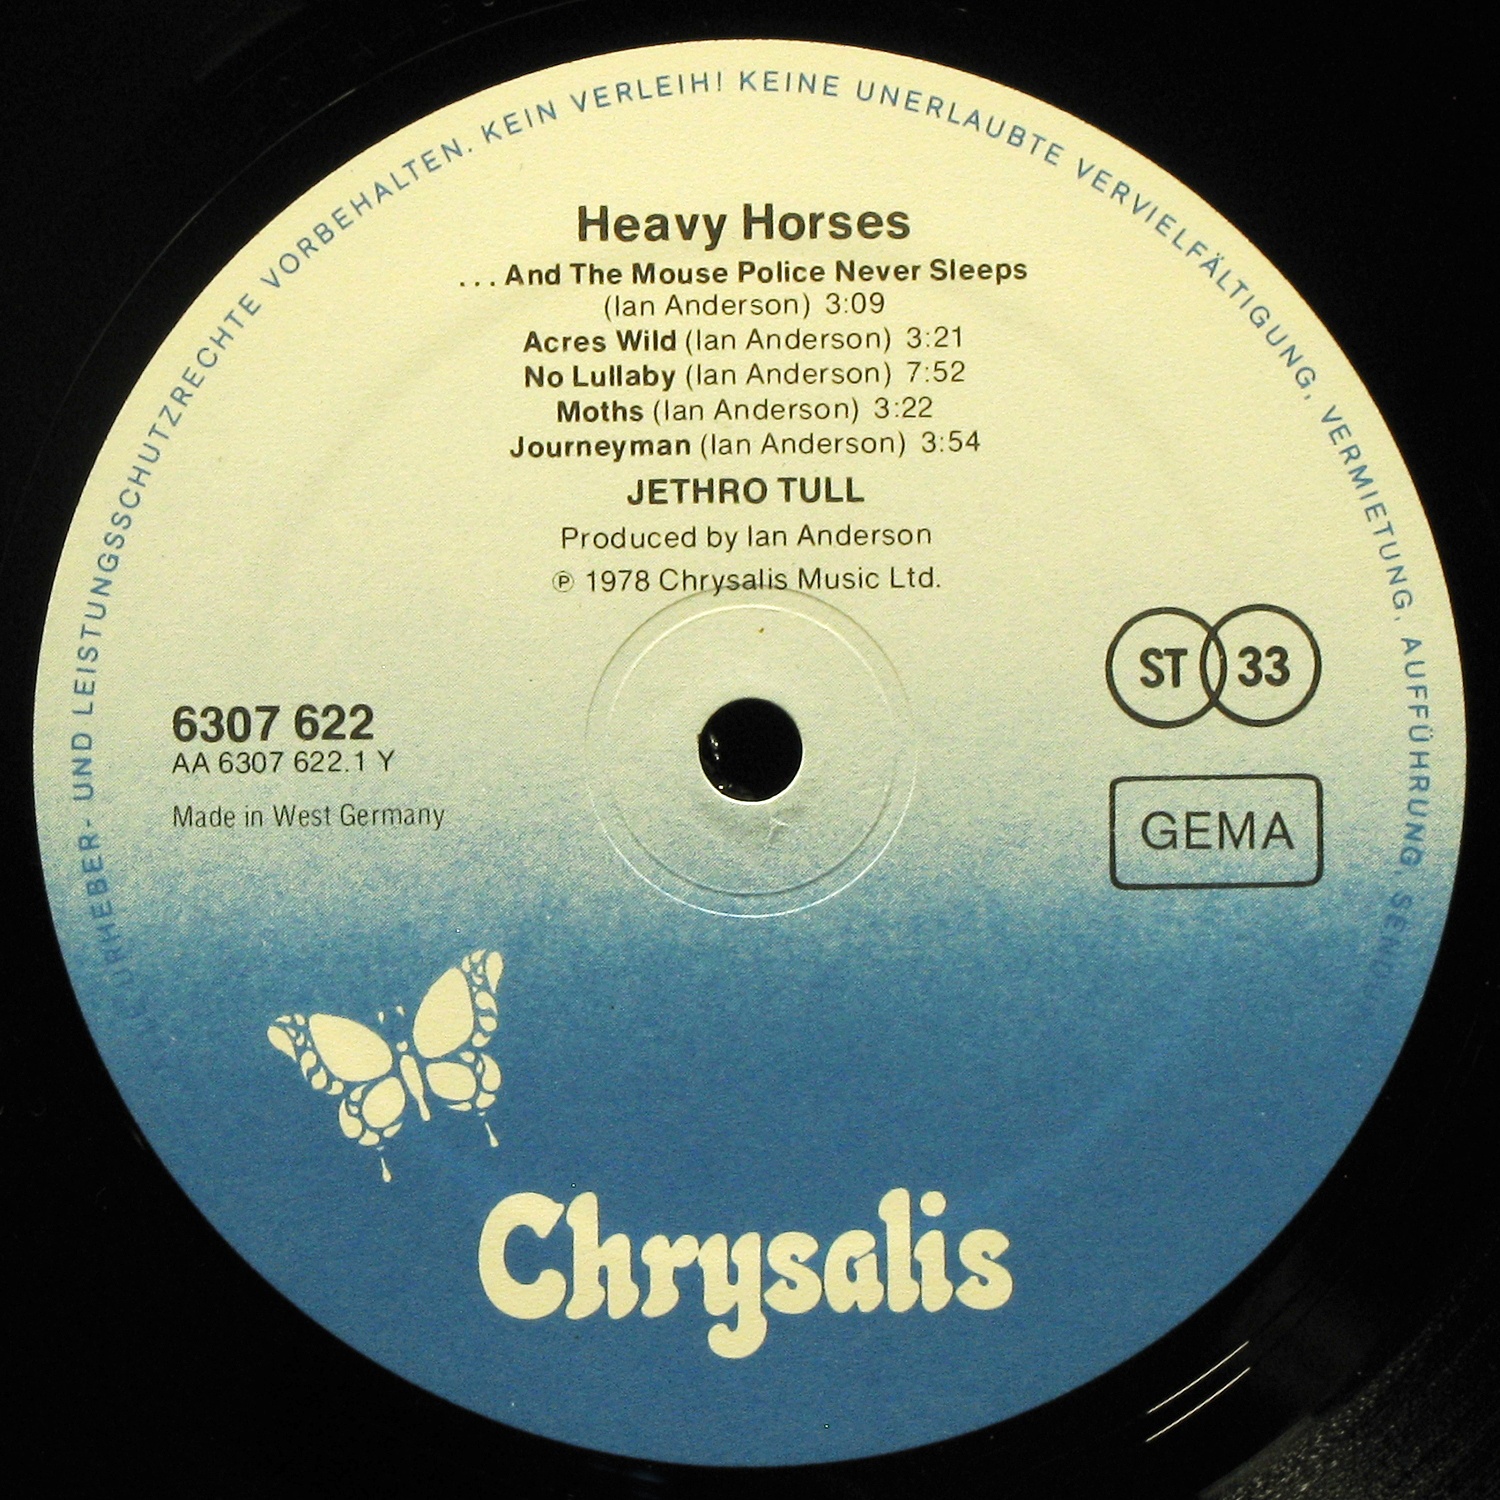 URHEBER- UND LEISTUNGSSCHUTZRECHTE VORBEHALTEN. KEIN VERLEIH! KEINE UNERLAUBTE VERVIELFÄLTIGUNG, VERMIETUNG, AUFFÜHRUNG,
Heavy Horses
...And The Mouse Police Never Sleeps
(Ian Anderson) 3:09
Acres Wild (Ian Anderson) 3:21
No Lullaby (Ian Anderson) 7:52
Moths (Ian Anderson) 3:22
Journeyman (Ian Anderson) 3:54
JETHRO TULL
Produced by Ian Anderson
℗ 1978 Chrysalis Music Ltd.
ST 33
6307 622
AA 6307 622.1 Y
Made in West Germany
GEMA
Chrysalis